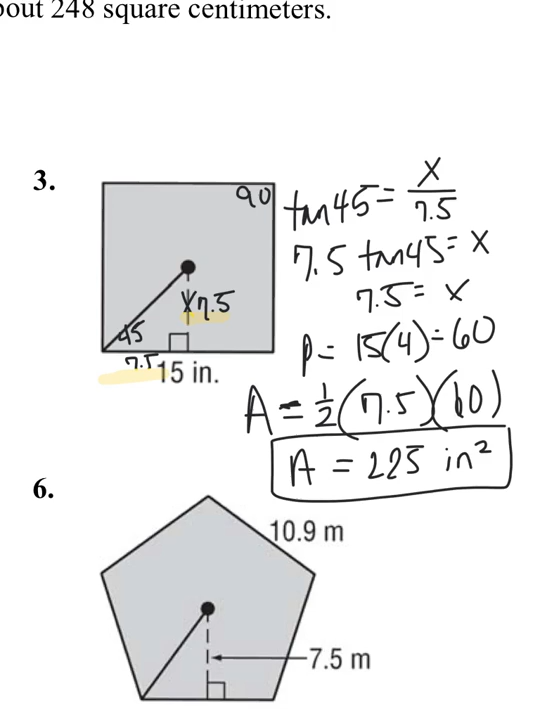 bout 248 square centimeters.
3.
90
tan45 = x/7.5
7.5 tan45 = x
x 7.5
7.5 = x
45
p = 15(4) = 60
7.5
15 in.
A = 1/2(7.5)(60)
A = 225 in²
6.
10.9 m
7.5 m